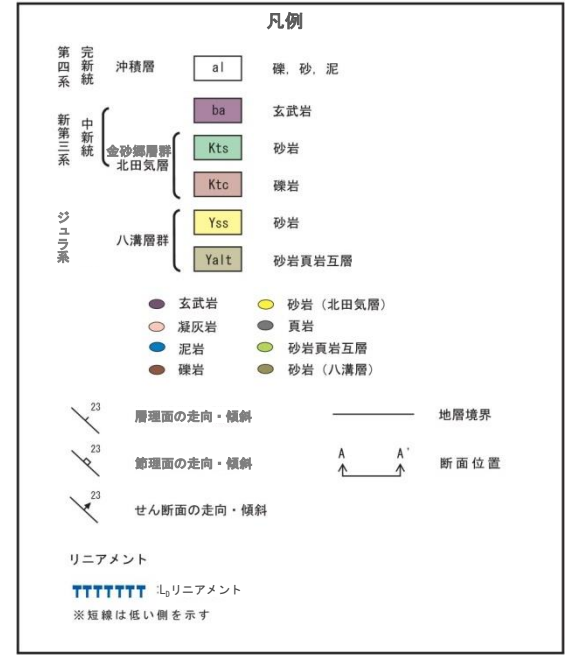 凡例
第四系 完新統 沖積層 al 礫，砂，泥
新第三系 中新統 ba 玄武岩
金砂郷層群 北田気層 Kts 砂岩
Ktc 礫岩
ジュラ系 八溝層群 Yss 砂岩
Yalt 砂岩頁岩互層
玄武岩 砂岩（北田気層）
凝灰岩 頁岩
泥岩 砂岩頁岩互層
礫岩 砂岩（八溝層）
23 層理面の走向・傾斜 地層境界
23 節理面の走向・傾斜 A A' 断面位置
23 せん断面の走向・傾斜
リニアメント
:LDリニアメント
※短線は低い側を示す